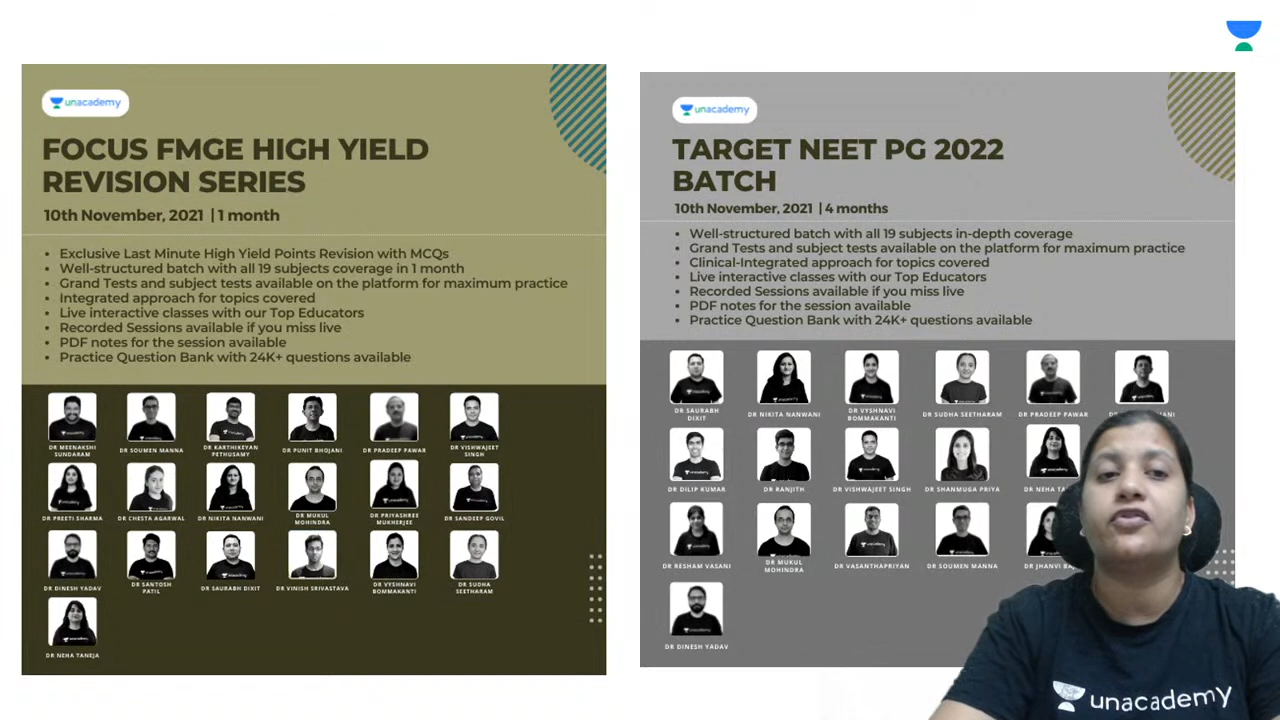 unacademy
FOCUS FMGE HIGH YIELD
REVISION SERIES
10th November, 2021 | 1 month
• Exclusive Last Minute High Yield Points Revision with MCQs
• Well-structured batch with all 19 subjects coverage in 1 month
• Grand Tests and subject tests available on the platform for maximum practice
• Integrated approach for topics covered
• Live interactive classes with our Top Educators
• Recorded Sessions available if you miss live
• PDF notes for the session available
• Practice Question Bank with 24K+ questions available
DR MEENAKSHI
SUNDARAM
DR SOUMEN MANNA
DR KARTHIKEYAN
PETHUSAMY
DR PUNIT BHOJANI
DR PRADEEP PAWAR
DR VISHWAJEET
SINGH
DR PREETI SHARMA
DR CHESTA AGARWAL
DR NIKITA NANWANI
DR MUKUL
MOHINDRA
DR PRIYASHREE
MUKHERJEE
DR SANDEEP GOVIL
DR DINESH YADAV
DR SANTOSH
PATIL
DR SAURABH DIXIT
DR VINISH SRIVASTAVA
DR VYSHNAVI
BOMMAKANTI
DR SUDHA
SEETHARAM
DR NEHA TANEJA
unacademy
TARGET NEET PG 2022
BATCH
10th November, 2021 | 4 months
• Well-structured batch with all 19 subjects in-depth coverage
• Grand Tests and subject tests available on the platform for maximum practice
• Clinical-Integrated approach for topics covered
• Live interactive classes with our Top Educators
• Recorded Sessions available if you miss live
• PDF notes for the session available
• Practice Question Bank with 24K+ questions available
DR SAURABH
DIXIT
DR NIKITA NANWANI
DR VYSHNAVI
BOMMAKANTI
DR SUDHA SEETHARAM
DR PRADEEP PAWAR
DR DILIP KUMAR
DR RANJITH
DR VISHWAJEET SINGH
DR SHANMUGA PRIYA
DR NEHA
DR RESHAM VASANI
DR MUKUL
MOHINDRA
DR VASANTHAPRIYAN
DR SOUMEN MANNA
DR JHANVI
DR DINESH YADAV
unacademy